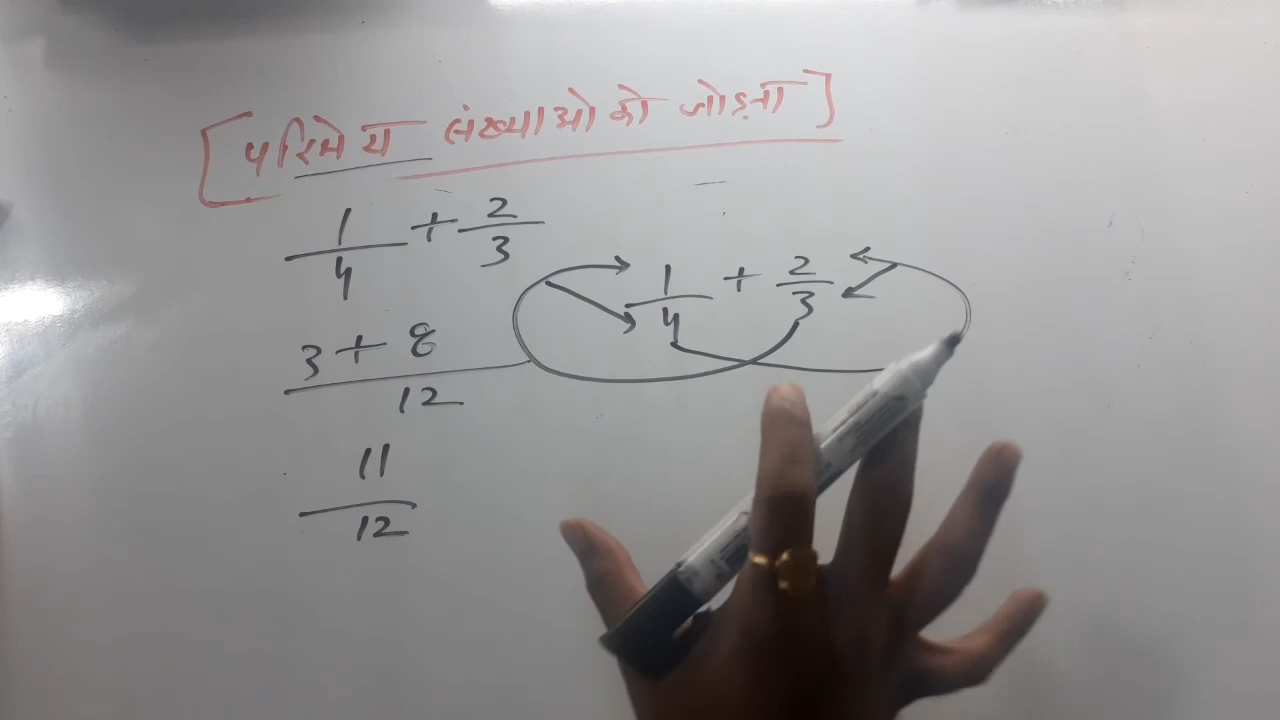 [परिमेय संख्याओ को जोड़ना]
1/4 + 2/3
1/4 + 2/3
3 + 8
12
11
12